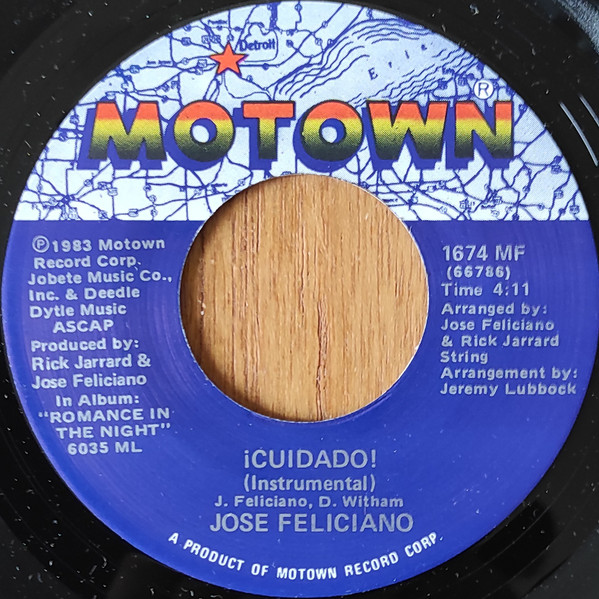 Detroit
Erie
MOTOWN®
℗1983 Motown
Record Corp.
Jobete Music Co.,
Inc. & Deedle
Dytle Music
ASCAP
Produced by:
Rick Jarrard &
Jose Feliciano
In Album:
"ROMANCE IN
THE NIGHT"
6035 ML
1674 MF
(66786)
Time 4:11
Arranged by:
Jose Feliciano
& Rick Jarrard
String
Arrangement by:
Jeremy Lubbock
¡CUIDADO!
(Instrumental)
J. Feliciano, D. Witham
JOSE FELICIANO
A PRODUCT OF MOTOWN RECORD CORP.